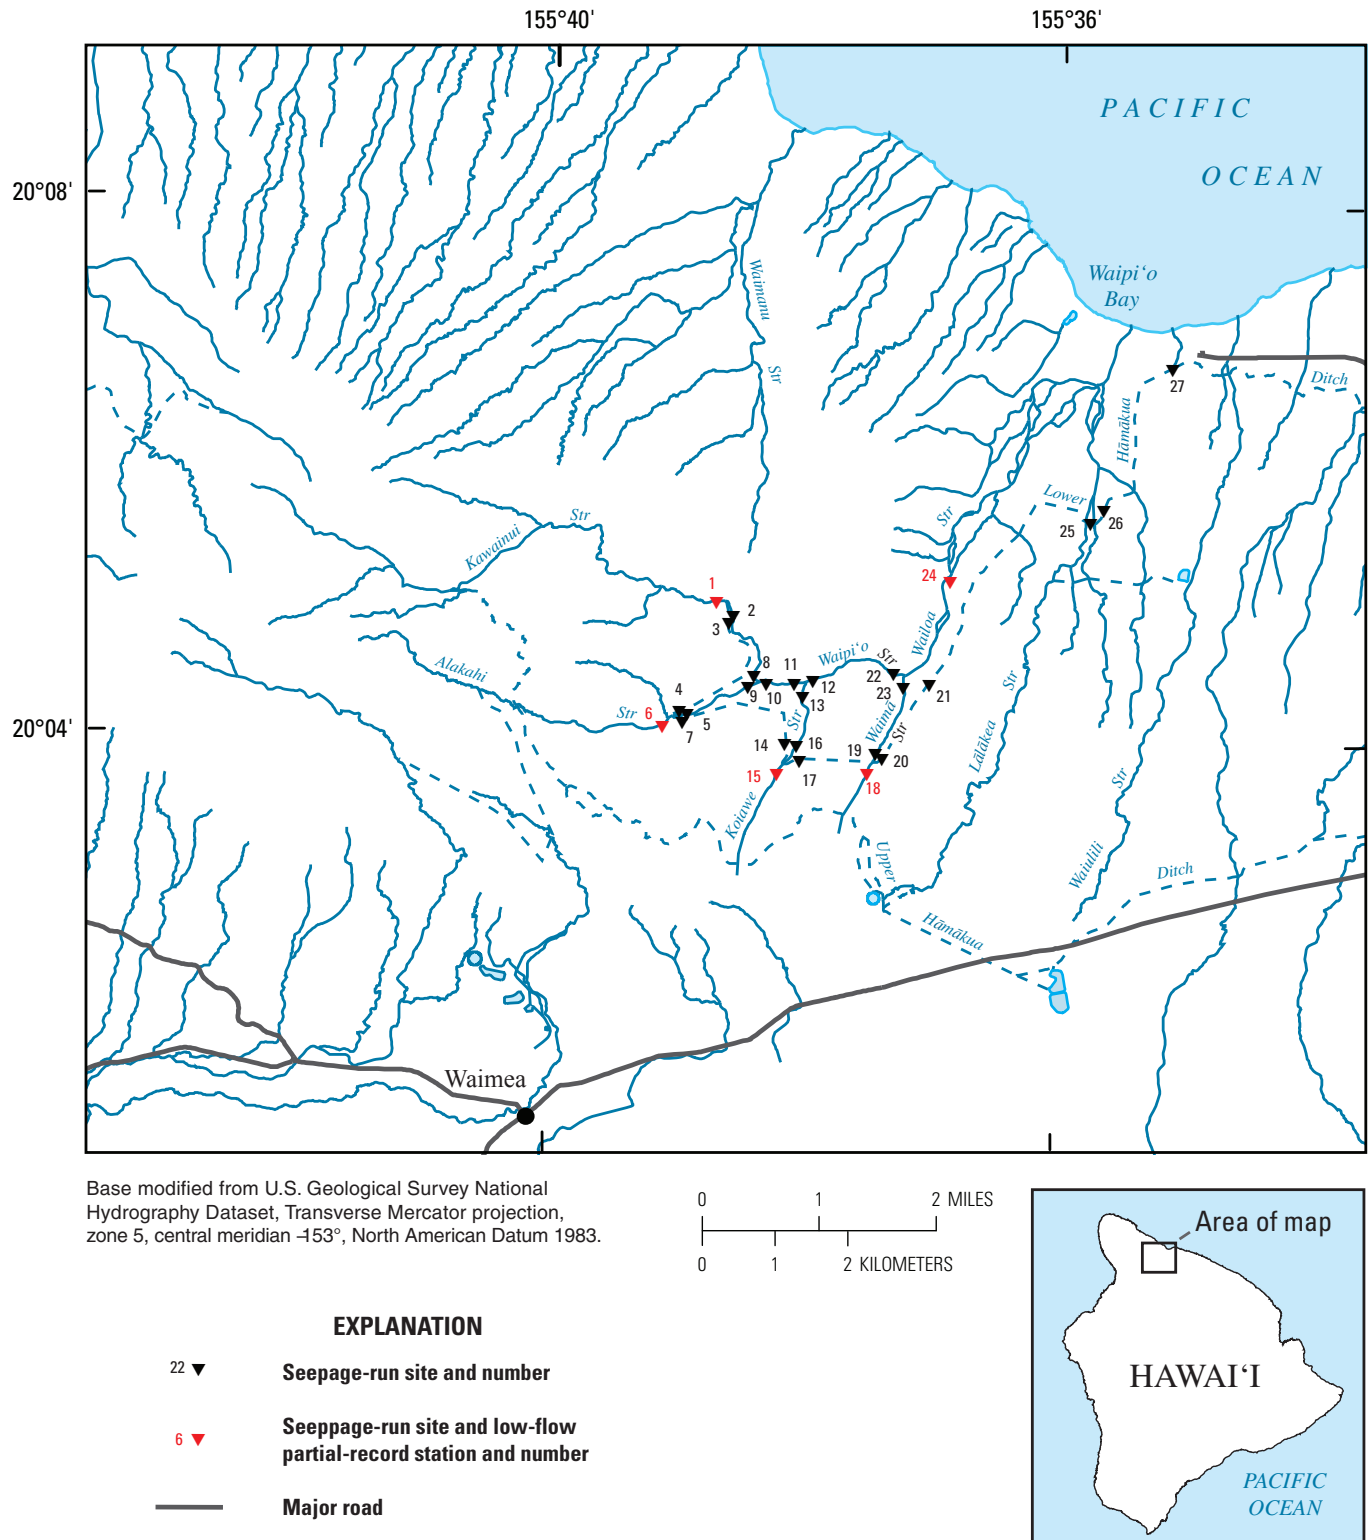 155°40'
155°36'
PACIFIC
OCEAN
20°08'
Waimanu
Str
Waipi‘o
Bay
27
Ditch
Hāmākua
Lower
26
25
Str
Kawainui
Str
24
1
2
3
Wailoa
Alakahi
Waipi‘o
Str
8
11
12
22
21
4
9
10
13
23
Str
6
5
7
Str
Waimā
Str
Lālākea
Str
20°04'
14
16
19
20
15
17
18
Koiawe
Str
Waiulili
Upper
Ditch
Hāmākua
Waimea
Base modified from U.S. Geological Survey National
Hydrography Dataset, Transverse Mercator projection,
zone 5, central meridian –153°, North American Datum 1983.
0 1 2 MILES
0 1 2 KILOMETERS
EXPLANATION
22 Seepage-run site and number
6 Seeppage-run site and low-flow
partial-record station and number
Major road
Area of map
HAWAI‘I
PACIFIC
OCEAN